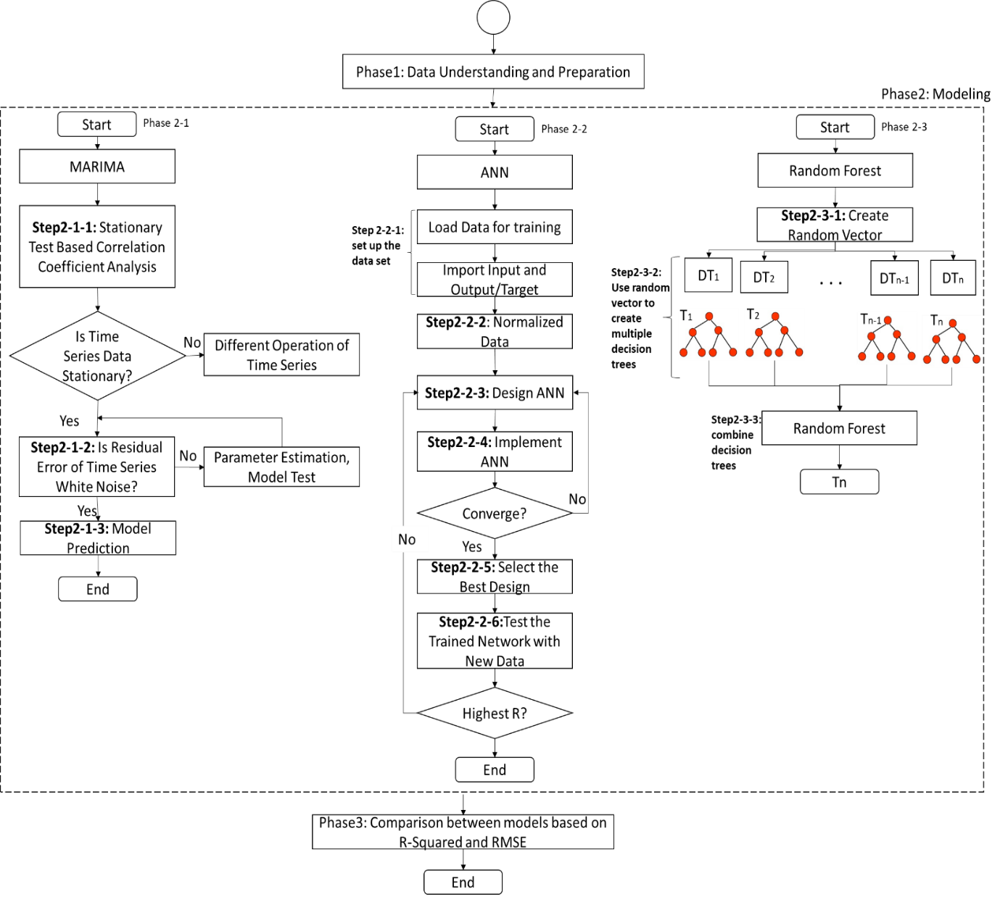 Phase1: Data Understanding and Preparation
Phase2: Modeling
Start
Phase 2-1
MARIMA
Step2-1-1: Stationary
Test Based Correlation
Coefficient Analysis
Is Time
Series Data
Stationary?
No
Different Operation of
Time Series
Yes
Step2-1-2: Is Residual
Error of Time Series
White Noise?
No
Parameter Estimation,
Model Test
Yes
Step2-1-3: Model
Prediction
End
Start
Phase 2-2
ANN
Step 2-2-1:
set up the
data set
Load Data for training
Import Input and
Output/Target
Step2-2-2: Normalized
Data
Step2-2-3: Design ANN
Step2-2-4: Implement
ANN
Converge?
No
Yes
No
Step2-2-5: Select the
Best Design
Step2-2-6:Test the
Trained Network with
New Data
Highest R?
End
Start
Phase 2-3
Random Forest
Step2-3-1: Create
Random Vector
DT1
DT2
. . .
DTn-1
DTn
Step2-3-2:
Use random
vector to
create
multiple
decision
trees
T1
T2
Tn-1
Tn
Step2-3-3:
combine
decision
trees
Random Forest
Tn
Phase3: Comparison between models based on
R-Squared and RMSE
End